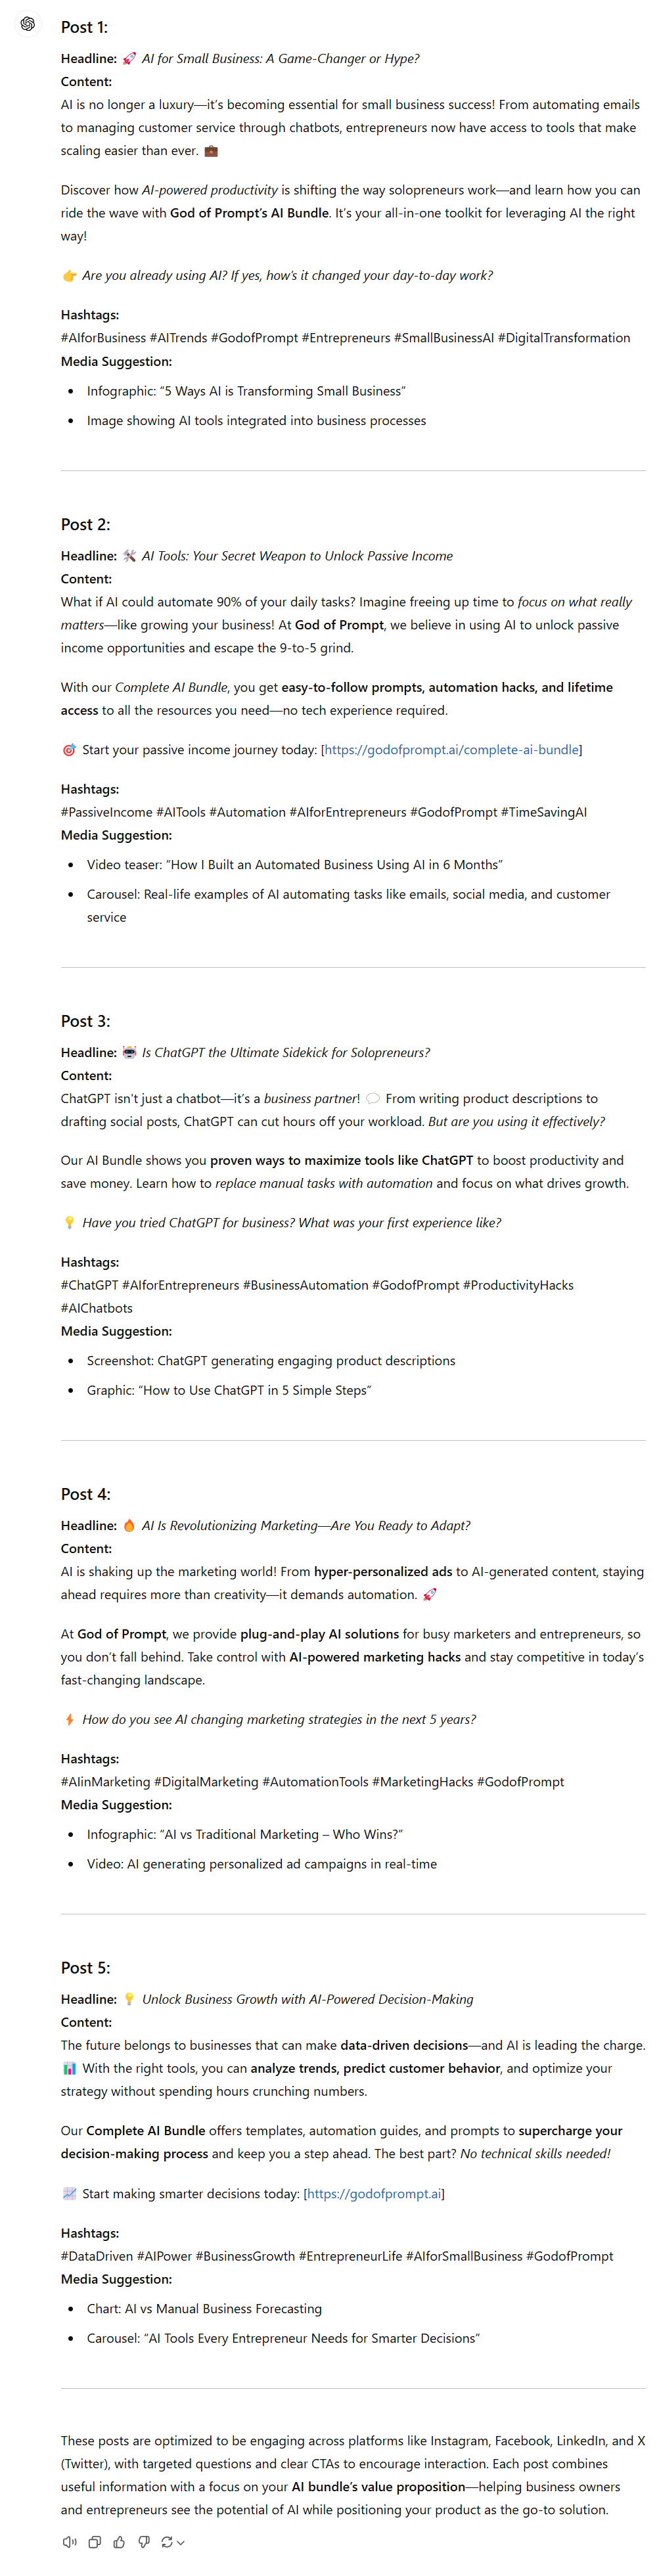 Post 1:
Headline: 🚀 AI for Small Business: A Game-Changer or Hype?
Content:
AI is no longer a luxury—it’s becoming essential for small business success! From automating emails
to managing customer service through chatbots, entrepreneurs now have access to tools that make
scaling easier than ever. 💼
Discover how AI-powered productivity is shifting the way solopreneurs work—and learn how you can
ride the wave with God of Prompt’s AI Bundle. It’s your all-in-one toolkit for leveraging AI the right
way!
👉 Are you already using AI? If yes, how’s it changed your day-to-day work?
Hashtags:
#AIforBusiness #AITrends #GodofPrompt #Entrepreneurs #SmallBusinessAI #DigitalTransformation
Media Suggestion:
• Infographic: “5 Ways AI is Transforming Small Business”
• Image showing AI tools integrated into business processes
Post 2:
Headline: 🛠️ AI Tools: Your Secret Weapon to Unlock Passive Income
Content:
What if AI could automate 90% of your daily tasks? Imagine freeing up time to focus on what really
matters—like growing your business! At God of Prompt, we believe in using AI to unlock passive
income opportunities and escape the 9-to-5 grind.
With our Complete AI Bundle, you get easy-to-follow prompts, automation hacks, and lifetime
access to all the resources you need—no tech experience required.
🎯 Start your passive income journey today: [https://godofprompt.ai/complete-ai-bundle]
Hashtags:
#PassiveIncome #AITools #Automation #AIforEntrepreneurs #GodofPrompt #TimeSavingAI
Media Suggestion:
• Video teaser: “How I Built an Automated Business Using AI in 6 Months”
• Carousel: Real-life examples of AI automating tasks like emails, social media, and customer
service
Post 3:
Headline: 🤖 Is ChatGPT the Ultimate Sidekick for Solopreneurs?
Content:
ChatGPT isn't just a chatbot—it’s a business partner! 💭 From writing product descriptions to
drafting social posts, ChatGPT can cut hours off your workload. But are you using it effectively?
Our AI Bundle shows you proven ways to maximize tools like ChatGPT to boost productivity and
save money. Learn how to replace manual tasks with automation and focus on what drives growth.
💡 Have you tried ChatGPT for business? What was your first experience like?
Hashtags:
#ChatGPT #AIforEntrepreneurs #BusinessAutomation #GodofPrompt #ProductivityHacks
#AIChatbots
Media Suggestion:
• Screenshot: ChatGPT generating engaging product descriptions
• Graphic: “How to Use ChatGPT in 5 Simple Steps”
Post 4:
Headline: 🔥 AI Is Revolutionizing Marketing—Are You Ready to Adapt?
Content:
AI is shaking up the marketing world! From hyper-personalized ads to AI-generated content, staying
ahead requires more than creativity—it demands automation. 🚀
At God of Prompt, we provide plug-and-play AI solutions for busy marketers and entrepreneurs, so
you don’t fall behind. Take control with AI-powered marketing hacks and stay competitive in today’s
fast-changing landscape.
⚡ How do you see AI changing marketing strategies in the next 5 years?
Hashtags:
#AIinMarketing #DigitalMarketing #AutomationTools #MarketingHacks #GodofPrompt
Media Suggestion:
• Infographic: “AI vs Traditional Marketing – Who Wins?”
• Video: AI generating personalized ad campaigns in real-time
Post 5:
Headline: 💡 Unlock Business Growth with AI-Powered Decision-Making
Content:
The future belongs to businesses that can make data-driven decisions—and AI is leading the charge.
📊 With the right tools, you can analyze trends, predict customer behavior, and optimize your
strategy without spending hours crunching numbers.
Our Complete AI Bundle offers templates, automation guides, and prompts to supercharge your
decision-making process and keep you a step ahead. The best part? No technical skills needed!
📈 Start making smarter decisions today: [https://godofprompt.ai]
Hashtags:
#DataDriven #AIPower #BusinessGrowth #EntrepreneurLife #AIforSmallBusiness #GodofPrompt
Media Suggestion:
• Chart: AI vs Manual Business Forecasting
• Carousel: “AI Tools Every Entrepreneur Needs for Smarter Decisions”
These posts are optimized to be engaging across platforms like Instagram, Facebook, LinkedIn, and X
(Twitter), with targeted questions and clear CTAs to encourage interaction. Each post combines
useful information with a focus on your AI bundle’s value proposition—helping business owners
and entrepreneurs see the potential of AI while positioning your product as the go-to solution.